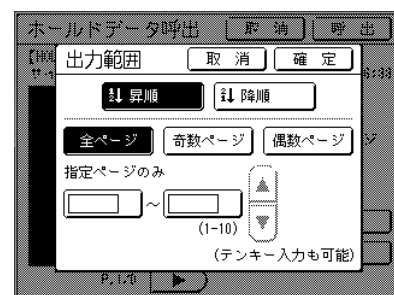 ホールドデータ呼出 取 消 呼 出
出力範囲 取 消 確 定
昇順 降順
全ページ 奇数ページ 偶数ページ
指定ページのみ
~
(1-10)
(テンキー入力も可能)